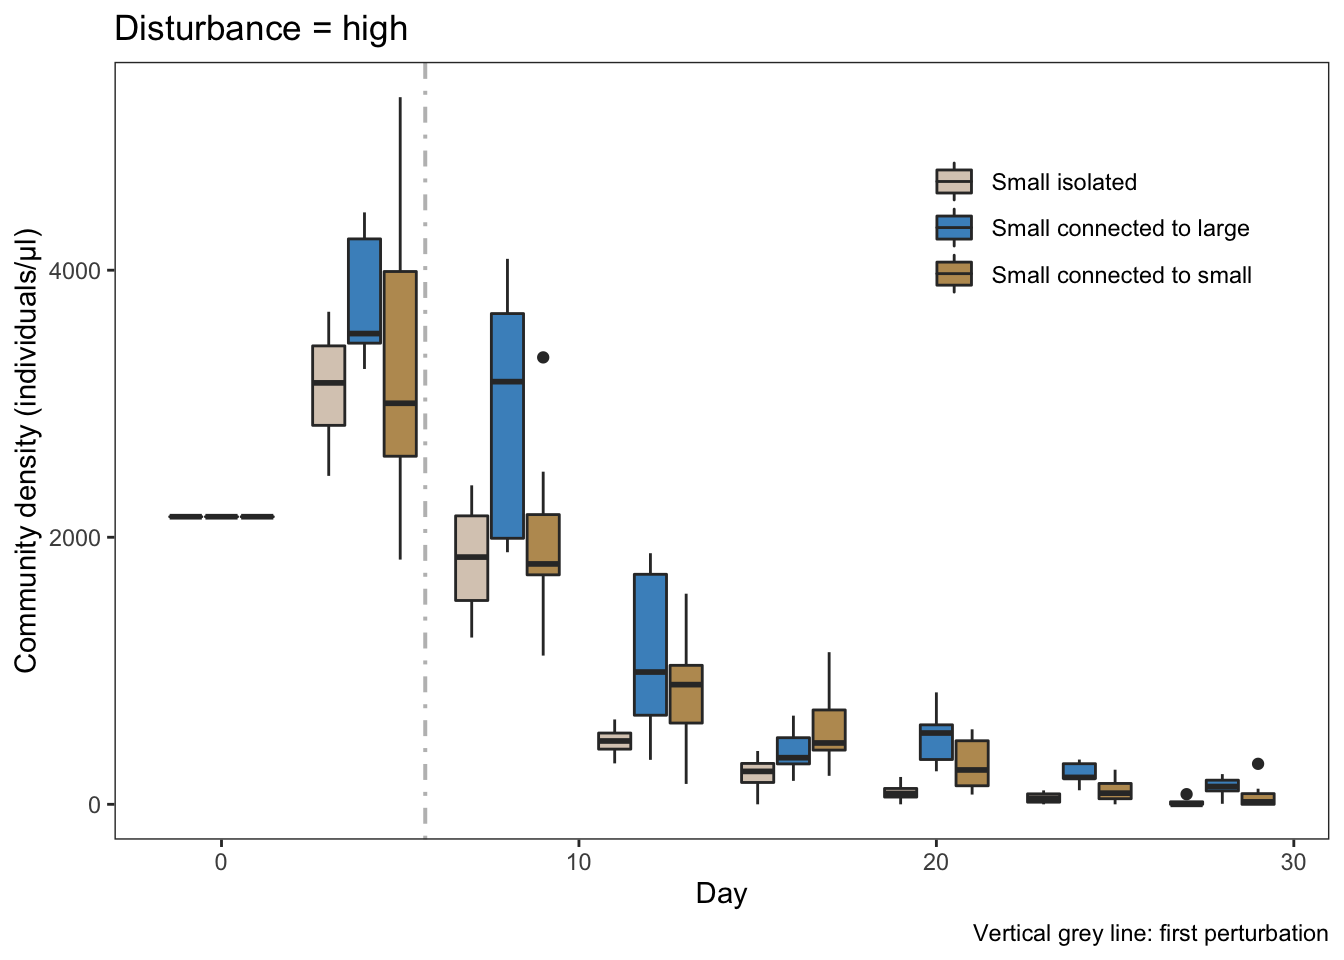 Disturbance = high
Community density (individuals/µl)
4000
2000
0
Small isolated
Small connected to large
Small connected to small
0
10
20
30
Day
Vertical grey line: first perturbation